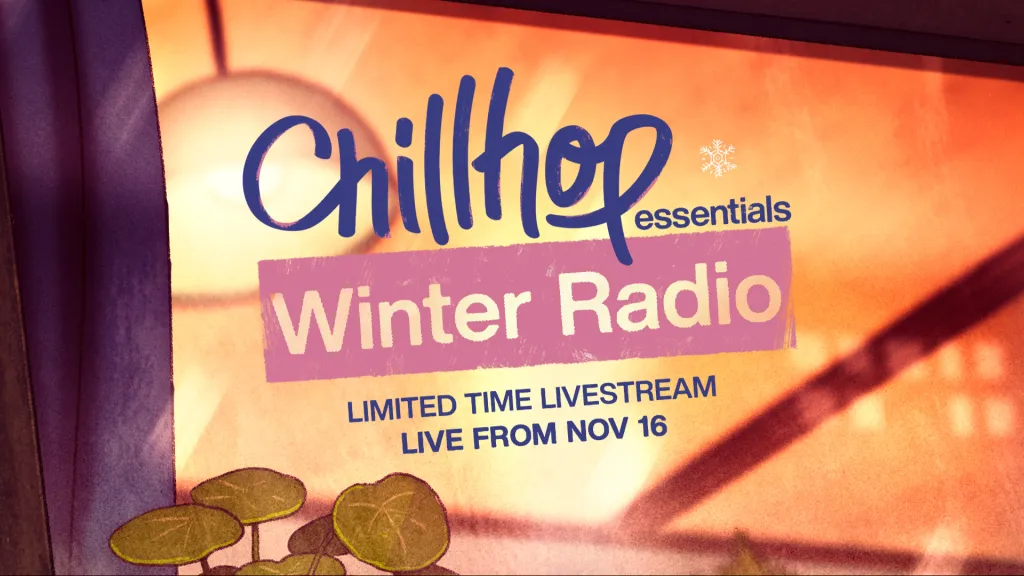 Chillhop
essentials
Winter Radio
LIMITED TIME LIVESTREAM
LIVE FROM NOV 16